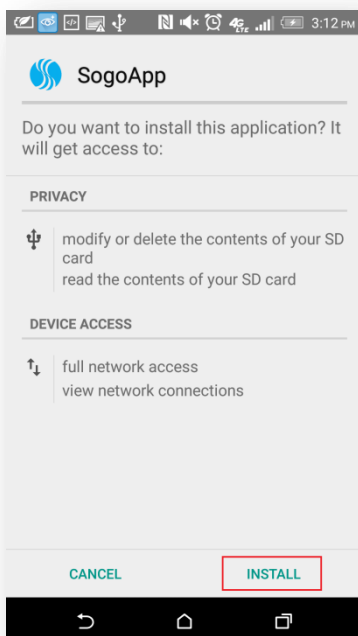 4G LTE 3:12 PM
SogoApp
Do you want to install this application? It
will get access to:
PRIVACY
modify or delete the contents of your SD
card
read the contents of your SD card
DEVICE ACCESS
full network access
view network connections
CANCEL INSTALL